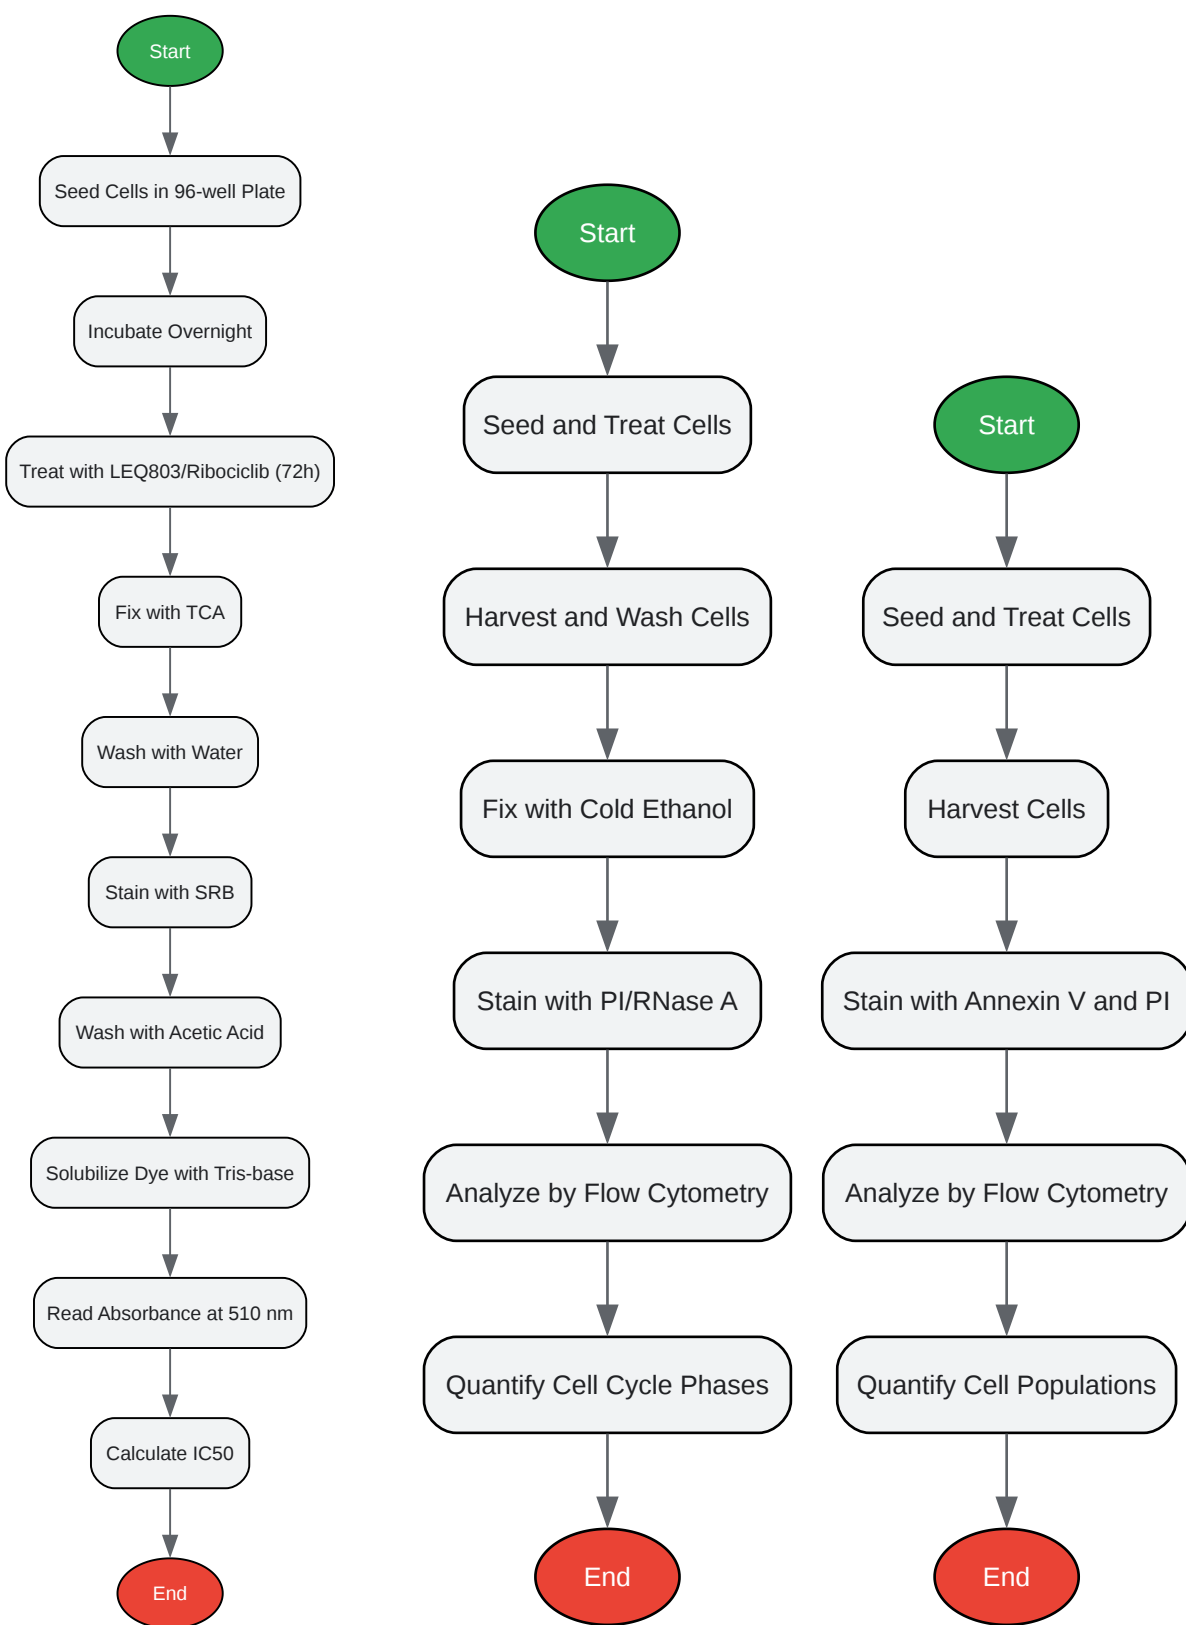 Start
Seed Cells in 96-well Plate
Incubate Overnight
Treat with LEQ803/Ribociclib (72h)
Fix with TCA
Wash with Water
Stain with SRB
Wash with Acetic Acid
Solubilize Dye with Tris-base
Read Absorbance at 510 nm
Calculate IC50
End
Start
Seed and Treat Cells
Harvest and Wash Cells
Fix with Cold Ethanol
Stain with PI/RNase A
Analyze by Flow Cytometry
Quantify Cell Cycle Phases
End
Start
Seed and Treat Cells
Harvest Cells
Stain with Annexin V and PI
Analyze by Flow Cytometry
Quantify Cell Populations
End